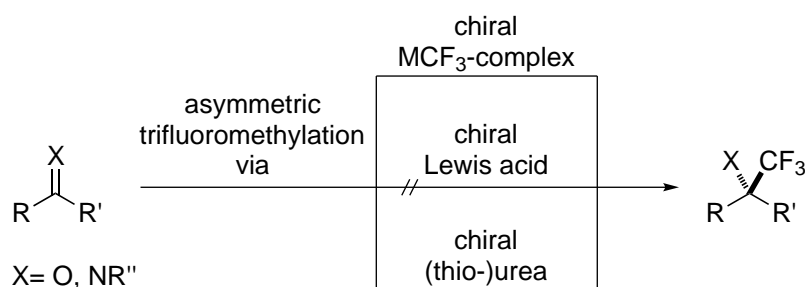 chiral
MCF₃-complex
asymmetric
trifluoromethylation
via
chiral
Lewis acid
chiral
(thio-)urea
X
R R'
X= O, NR"
X CF₃
R R'